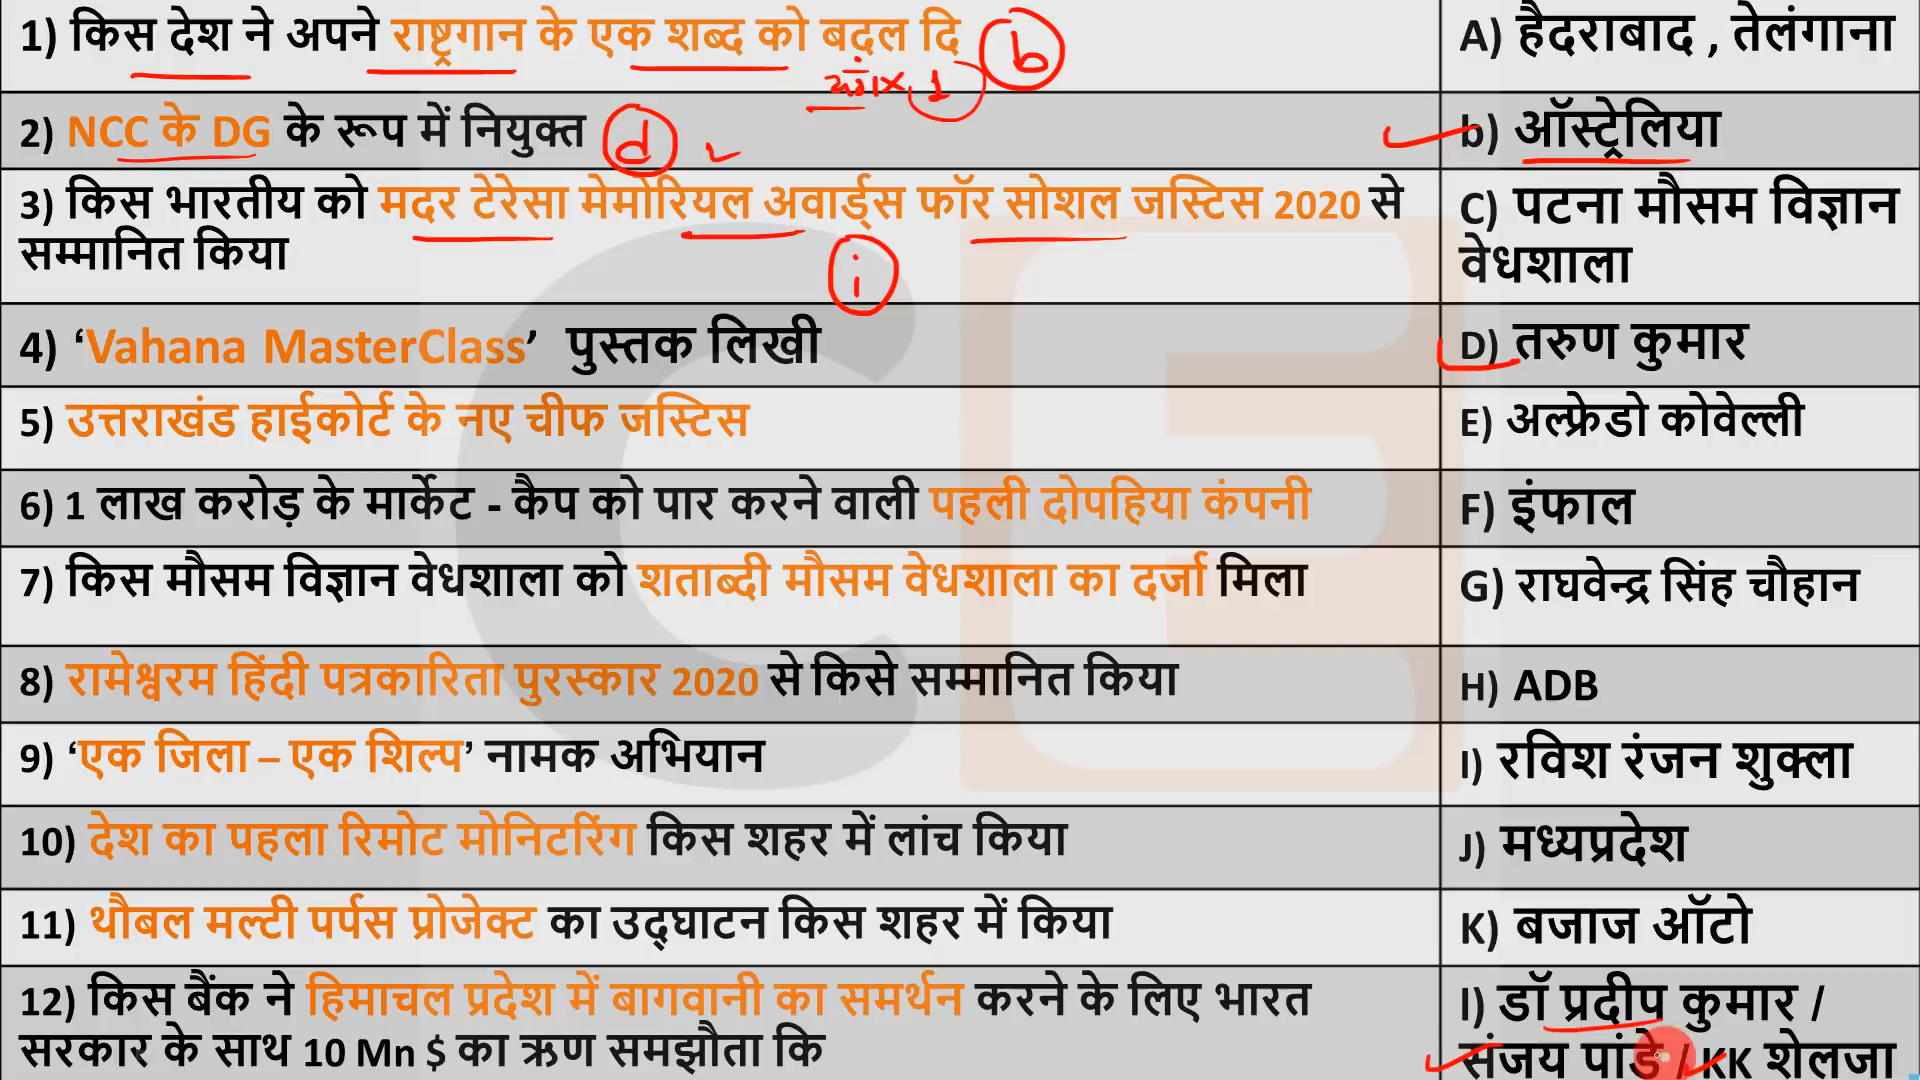 1) किस देश ने अपने राष्ट्रगान के एक शब्द को बदल दि
b
1
A) हैदराबाद , तेलंगाना
2) NCC के DG के रूप में नियुक्त
d
b) ऑस्ट्रेलिया
3) किस भारतीय को मदर टेरेसा मेमोरियल अवार्ड्स फॉर सोशल जस्टिस 2020 से
सम्मानित किया
i
C) पटना मौसम विज्ञान
वेधशाला
4) ‘Vahana MasterClass’ पुस्तक लिखी
D) तरुण कुमार
5) उत्तराखंड हाईकोर्ट के नए चीफ जस्टिस
E) अल्फ्रेडो कोवेल्ली
6) 1 लाख करोड़ के मार्केट - कैप को पार करने वाली पहली दोपहिया कंपनी
F) इंफाल
7) किस मौसम विज्ञान वेधशाला को शताब्दी मौसम वेधशाला का दर्जा मिला
G) राघवेन्द्र सिंह चौहान
8) रामेश्वरम हिंदी पत्रकारिता पुरस्कार 2020 से किसे सम्मानित किया
H) ADB
9) ‘एक जिला – एक शिल्प’ नामक अभियान
I) रविश रंजन शुक्ला
10) देश का पहला रिमोट मोनिटरिंग किस शहर में लांच किया
J) मध्यप्रदेश
11) थौबल मल्टी पर्पस प्रोजेक्ट का उद्घाटन किस शहर में किया
K) बजाज ऑटो
12) किस बैंक ने हिमाचल प्रदेश में बागवानी का समर्थन करने के लिए भारत
सरकार के साथ 10 Mn $ का ऋण समझौता कि
l) डॉ प्रदीप कुमार /
संजय पांडे / KK शेलजा
CE